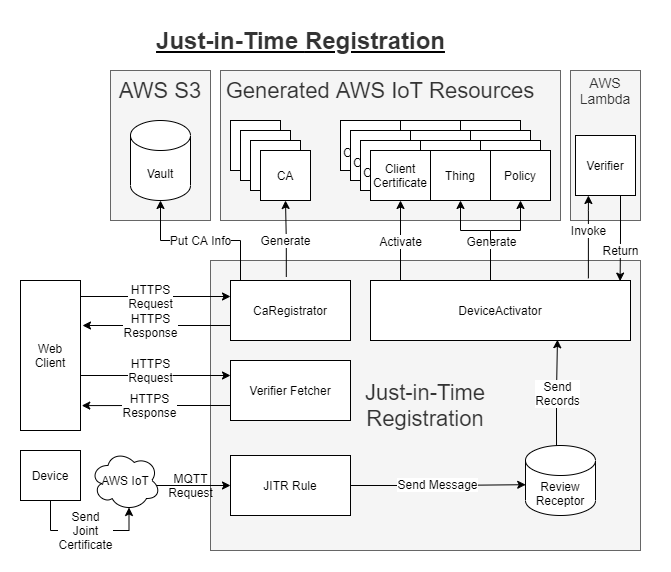 Just-in-Time Registration
AWS S3
Generated AWS IoT Resources
AWS
Lambda
Vault
CA
C
C
C
Client
Certificate
Thing
Policy
Verifier
Put CA Info
Generate
Activate
Generate
Invoke
Return
Web
Client
HTTPS
Request
HTTPS
Response
CaRegistrator
DeviceActivator
HTTPS
Request
HTTPS
Response
Verifier Fetcher
Just-in-Time
Registration
Send
Records
Device
AWS IoT
MQTT
Request
JITR Rule
Send Message
Review
Receptor
Send
Joint
Certificate